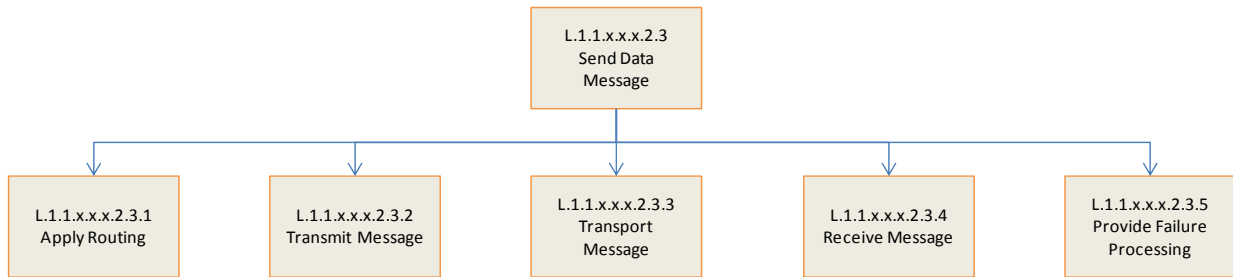 L.1.1.x.x.x.2.3
Send Data
Message
L.1.1.x.x.x.2.3.1
Apply Routing
L.1.1.x.x.x.2.3.2
Transmit Message
L.1.1.x.x.x.2.3.3
Transport
Message
L.1.1.x.x.x.2.3.4
Receive Message
L.1.1.x.x.x.2.3.5
Provide Failure
Processing